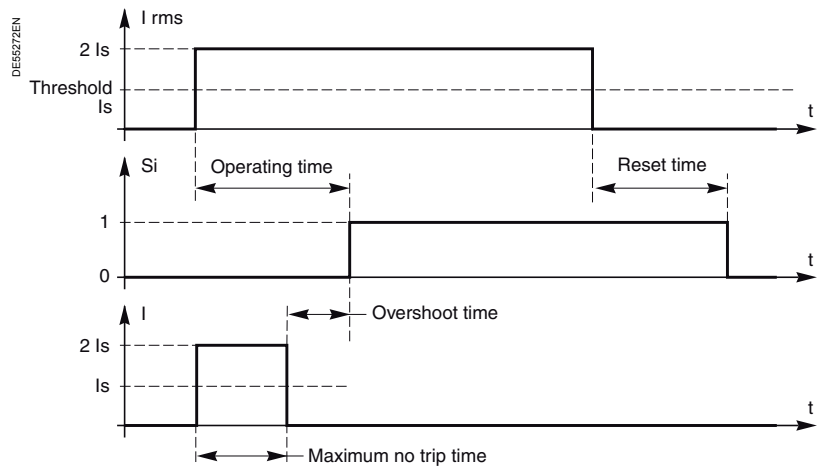 DE55272EN
I rms
2 Is
Threshold
Is
t
Si
Operating time
Reset time
1
0
t
I
Overshoot time
2 Is
Is
t
Maximum no trip time